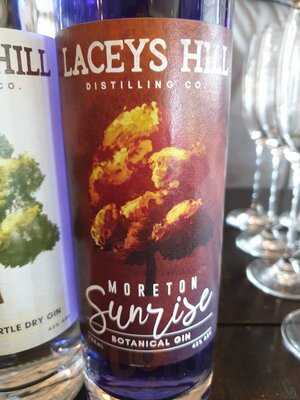 HILL
CO.
RTLE DRY GIN
LACEYS HILL
DISTILLING CO.
MORETON
Sunrise
BOTANICAL GIN